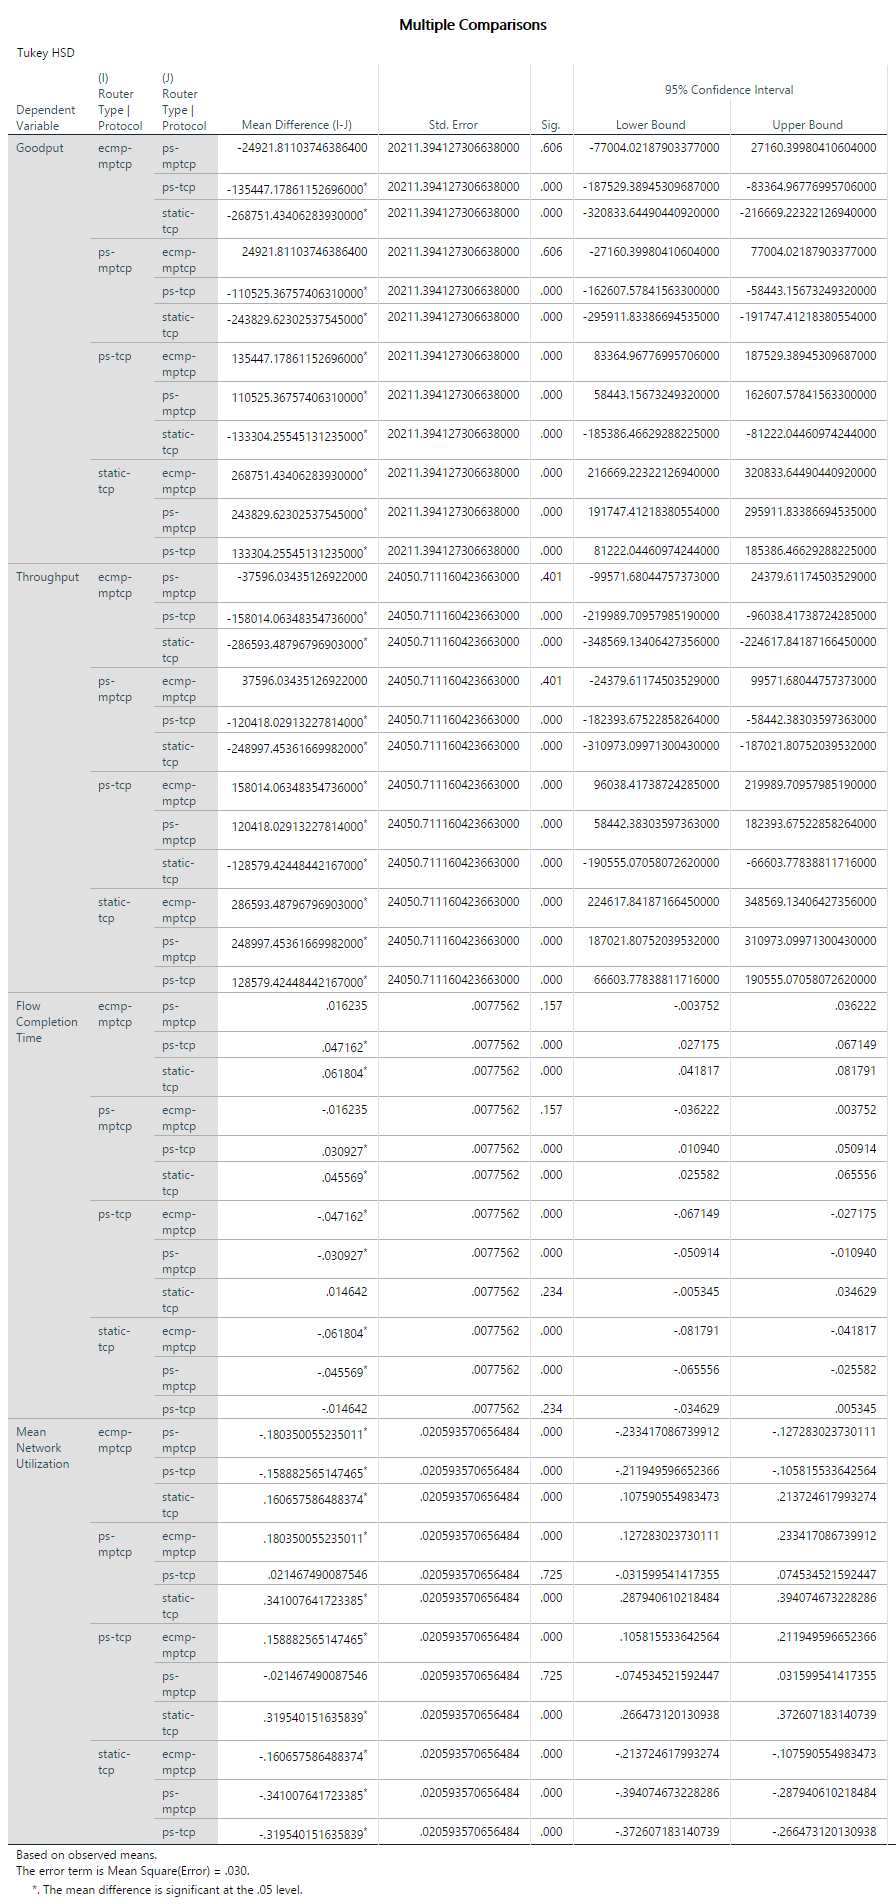 Multiple Comparisons
Tukey HSD
Dependent Variable (I) Router Type | Protocol (J) Router Type | Protocol Mean Difference (I-J) Std. Error Sig. 95% Confidence Interval Lower Bound Upper Bound
Goodput ecmp-mptcp ps-mptcp -24921.81103746386400 20211.394127306638000 .606 -77004.02187903377000 27160.39980410604000
ps-tcp -135447.17861152696000* 20211.394127306638000 .000 -187529.38945309687000 -83364.96776995706000
static-tcp -268751.43406283930000* 20211.394127306638000 .000 -320833.64490440920000 -216669.22322126940000
ps-mptcp ecmp-mptcp 24921.81103746386400 20211.394127306638000 .606 -27160.39980410604000 77004.02187903377000
ps-tcp -110525.36757406310000* 20211.394127306638000 .000 -162607.57841563300000 -58443.15673249320000
static-tcp -243829.62302537545000* 20211.394127306638000 .000 -295911.83386694535000 -191747.41218380554000
ps-tcp ecmp-mptcp 135447.17861152696000* 20211.394127306638000 .000 83364.96776995706000 187529.38945309687000
ps-mptcp 110525.36757406310000* 20211.394127306638000 .000 58443.15673249320000 162607.57841563300000
static-tcp -133304.25545131235000* 20211.394127306638000 .000 -185386.46629288225000 -81222.04460974244000
static-tcp ecmp-mptcp 268751.43406283930000* 20211.394127306638000 .000 216669.22322126940000 320833.64490440920000
ps-mptcp 243829.62302537545000* 20211.394127306638000 .000 191747.41218380554000 295911.83386694535000
ps-tcp 133304.25545131235000* 20211.394127306638000 .000 81222.04460974244000 185386.46629288225000
Throughput ecmp-mptcp ps-mptcp -37596.03435126922000 24050.711160423663000 .401 -99571.68044757373000 24379.61174503529000
ps-tcp -158014.06348354736000* 24050.711160423663000 .000 -219989.70957985190000 -96038.41738724285000
static-tcp -286593.48796796903000* 24050.711160423663000 .000 -348569.13406427356000 -224617.84187166450000
ps-mptcp ecmp-mptcp 37596.03435126922000 24050.711160423663000 .401 -24379.61174503529000 99571.68044757373000
ps-tcp -120418.02913227814000* 24050.711160423663000 .000 -182393.67522858264000 -58442.38303597363000
static-tcp -248997.45361669982000* 24050.711160423663000 .000 -310973.09971300430000 -187021.80752039532000
ps-tcp ecmp-mptcp 158014.06348354736000* 24050.711160423663000 .000 96038.41738724285000 219989.70957985190000
ps-mptcp 120418.02913227814000* 24050.711160423663000 .000 58442.38303597363000 182393.67522858264000
static-tcp -128579.42448442167000* 24050.711160423663000 .000 -190555.07058072620000 -66603.77838811716000
static-tcp ecmp-mptcp 286593.48796796903000* 24050.711160423663000 .000 224617.84187166450000 348569.13406427356000
ps-mptcp 248997.45361669982000* 24050.711160423663000 .000 187021.80752039532000 310973.09971300430000
ps-tcp 128579.42448442167000* 24050.711160423663000 .000 66603.77838811716000 190555.07058072620000
Flow Completion Time ecmp-mptcp ps-mptcp .016235 .0077562 .157 -.003752 .036222
ps-tcp .047162* .0077562 .000 .027175 .067149
static-tcp .061804* .0077562 .000 .041817 .081791
ps-mptcp ecmp-mptcp -.016235 .0077562 .157 -.036222 .003752
ps-tcp .030927* .0077562 .000 .010940 .050914
static-tcp .045569* .0077562 .000 .025582 .065556
ps-tcp ecmp-mptcp -.047162* .0077562 .000 -.067149 -.027175
ps-mptcp -.030927* .0077562 .000 -.050914 -.010940
static-tcp .014642 .0077562 .234 -.005345 .034629
static-tcp ecmp-mptcp -.061804* .0077562 .000 -.081791 -.041817
ps-mptcp -.045569* .0077562 .000 -.065556 -.025582
ps-tcp -.014642 .0077562 .234 -.034629 .005345
Mean Network Utilization ecmp-mptcp ps-mptcp -.180350055235011* .020593570656484 .000 -.233417086739912 -.127283023730111
ps-tcp -.158882565147465* .020593570656484 .000 -.211949596652366 -.105815533642564
static-tcp .160657586488374* .020593570656484 .000 .107590554983473 .213724617993274
ps-mptcp ecmp-mptcp .180350055235011* .020593570656484 .000 .127283023730111 .233417086739912
ps-tcp .021467490087546 .020593570656484 .725 -.031599541417355 .074534521592447
static-tcp .341007641723385* .020593570656484 .000 .287940610218484 .394074673228286
ps-tcp ecmp-mptcp .158882565147465* .020593570656484 .000 .105815533642564 .211949596652366
ps-mptcp -.021467490087546 .020593570656484 .725 -.074534521592447 .031599541417355
static-tcp .319540151635839* .020593570656484 .000 .266473120130938 .372607183140739
static-tcp ecmp-mptcp -.160657586488374* .020593570656484 .000 -.213724617993274 -.107590554983473
ps-mptcp -.341007641723385* .020593570656484 .000 -.394074673228286 -.287940610218484
ps-tcp -.319540151635839* .020593570656484 .000 -.372607183140739 -.266473120130938
Based on observed means.
The error term is Mean Square(Error) = .030.
*. The mean difference is significant at the .05 level.